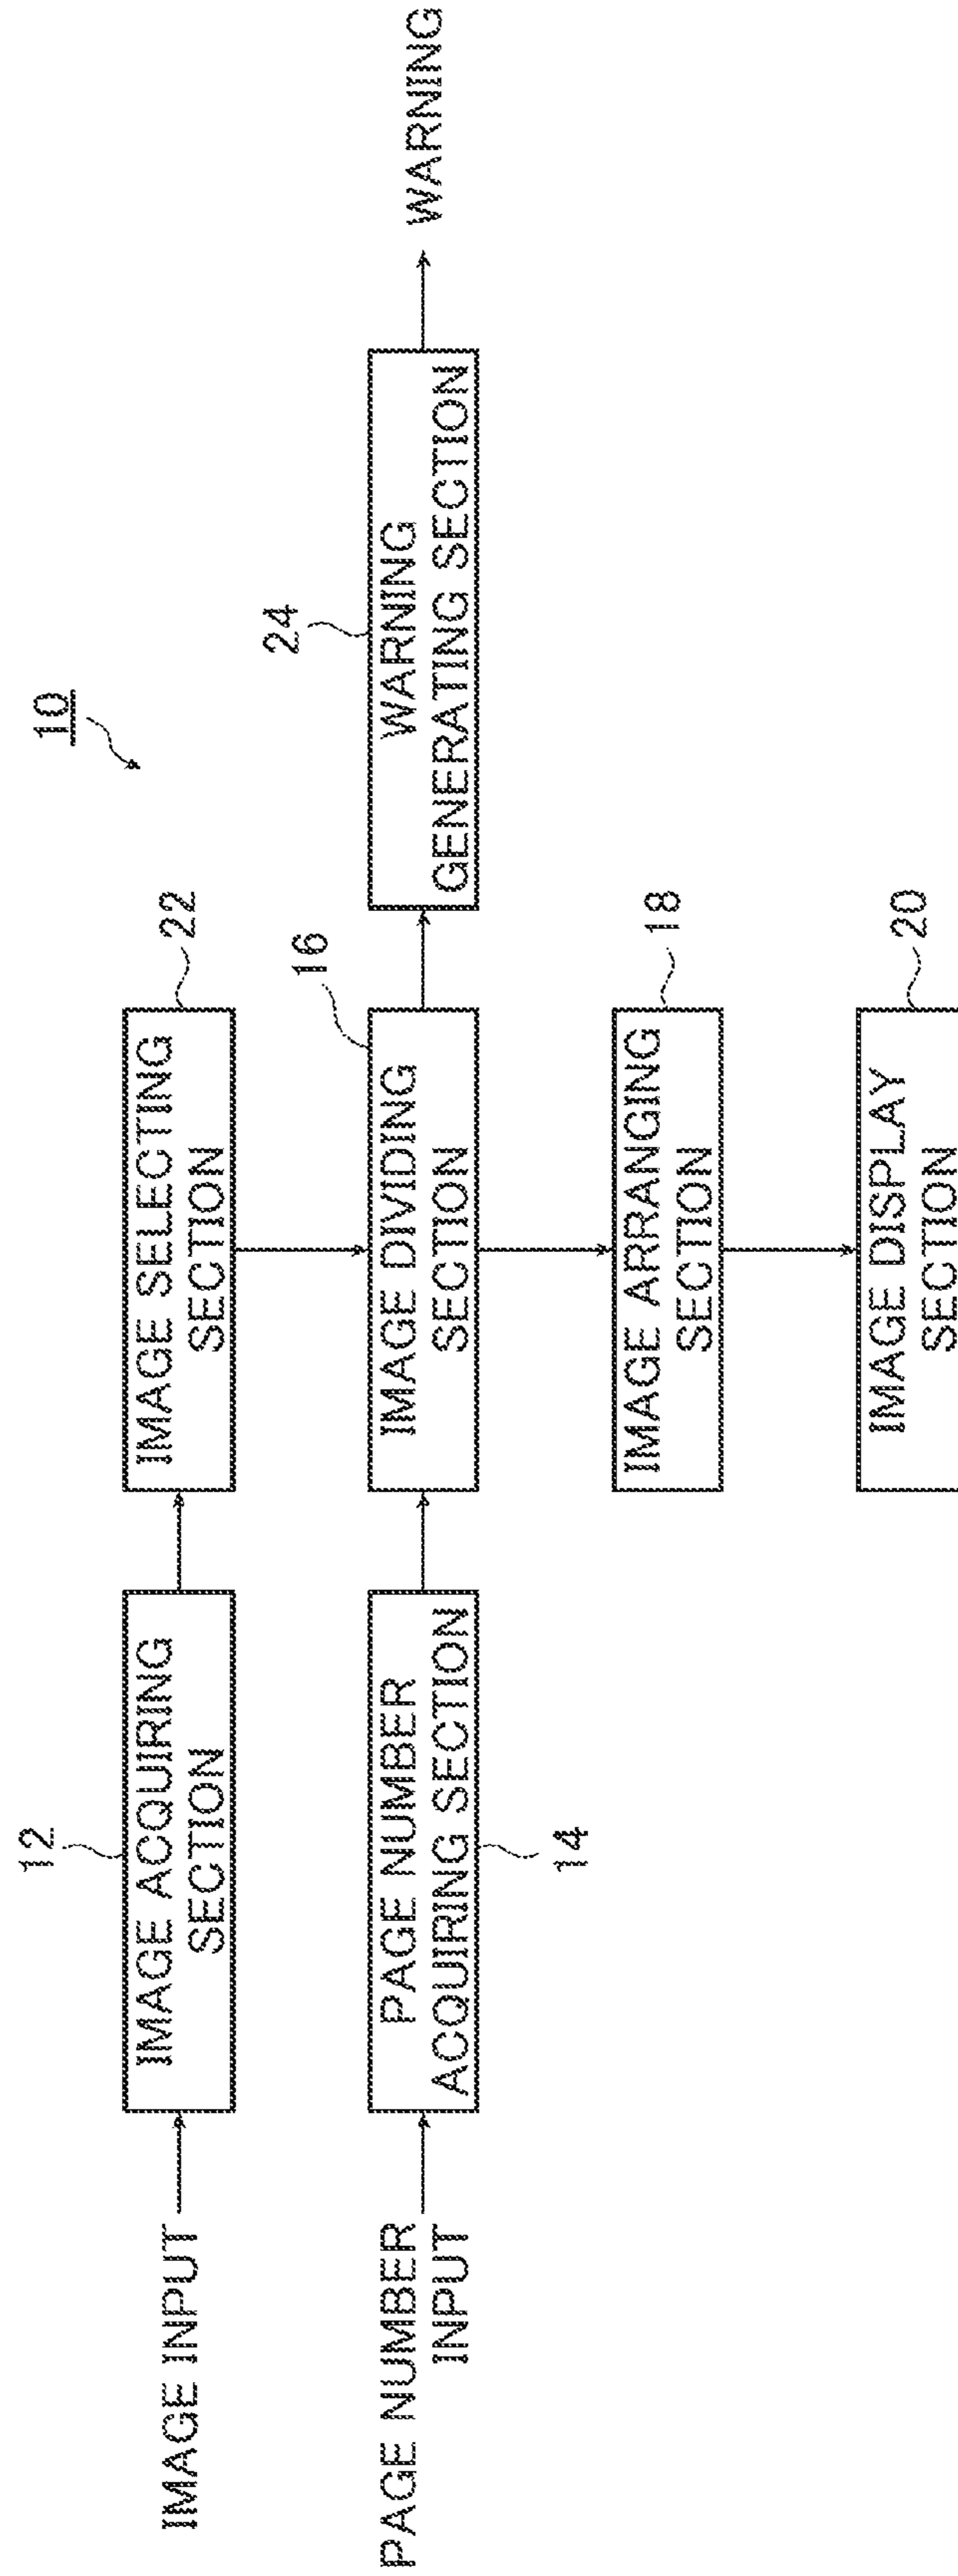 10
12
22
IMAGE INPUT
IMAGE ACQUIRING
SECTION
IMAGE SELECTING
SECTION
16
24
PAGE NUMBER
INPUT
PAGE NUMBER
ACQUIRING SECTION
IMAGE DIVIDING
SECTION
WARNING
GENERATING SECTION
WARNING
14
18
IMAGE ARRANGING
SECTION
20
IMAGE DISPLAY
SECTION